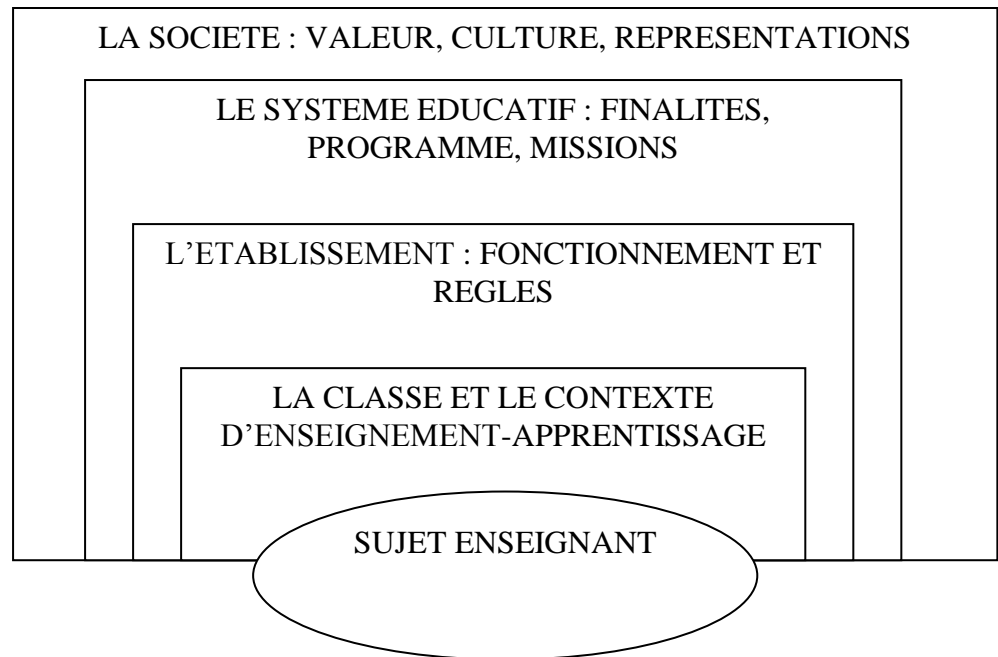 LA SOCIETE : VALEUR, CULTURE, REPRESENTATIONS
LE SYSTEME EDUCATIF : FINALITES,
PROGRAMME, MISSIONS
L’ETABLISSEMENT : FONCTIONNEMENT ET
REGLES
LA CLASSE ET LE CONTEXTE
D’ENSEIGNEMENT-APPRENTISSAGE
SUJET ENSEIGNANT